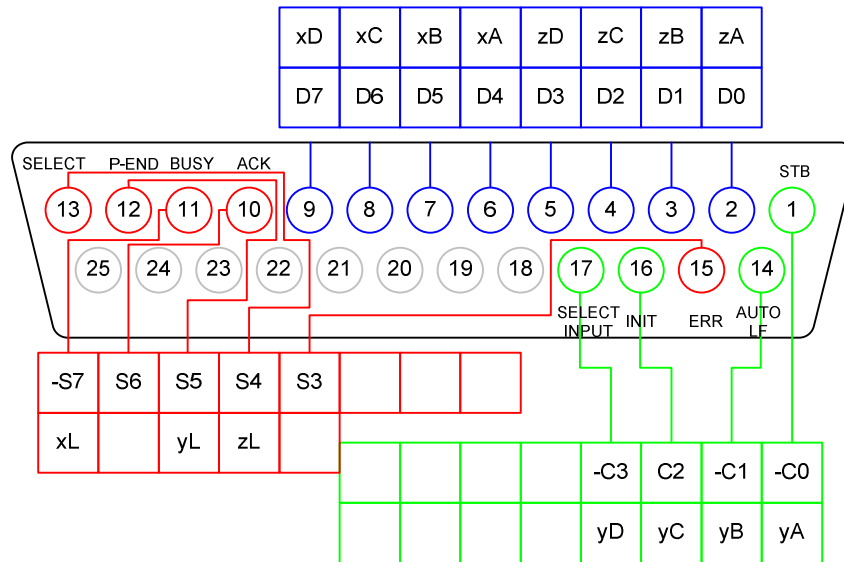 xD xC xB xA zD zC zB zA
D7 D6 D5 D4 D3 D2 D1 D0
SELECT P-END BUSY ACK STB
13 12 11 10 9 8 7 6 5 4 3 2 1
25 24 23 22 21 20 19 18 17 16 15 14
SELECT INPUT INIT ERR AUTO LF
-S7 S6 S5 S4 S3
xL yL zL
-C3 C2 -C1 -C0
yD yC yB yA